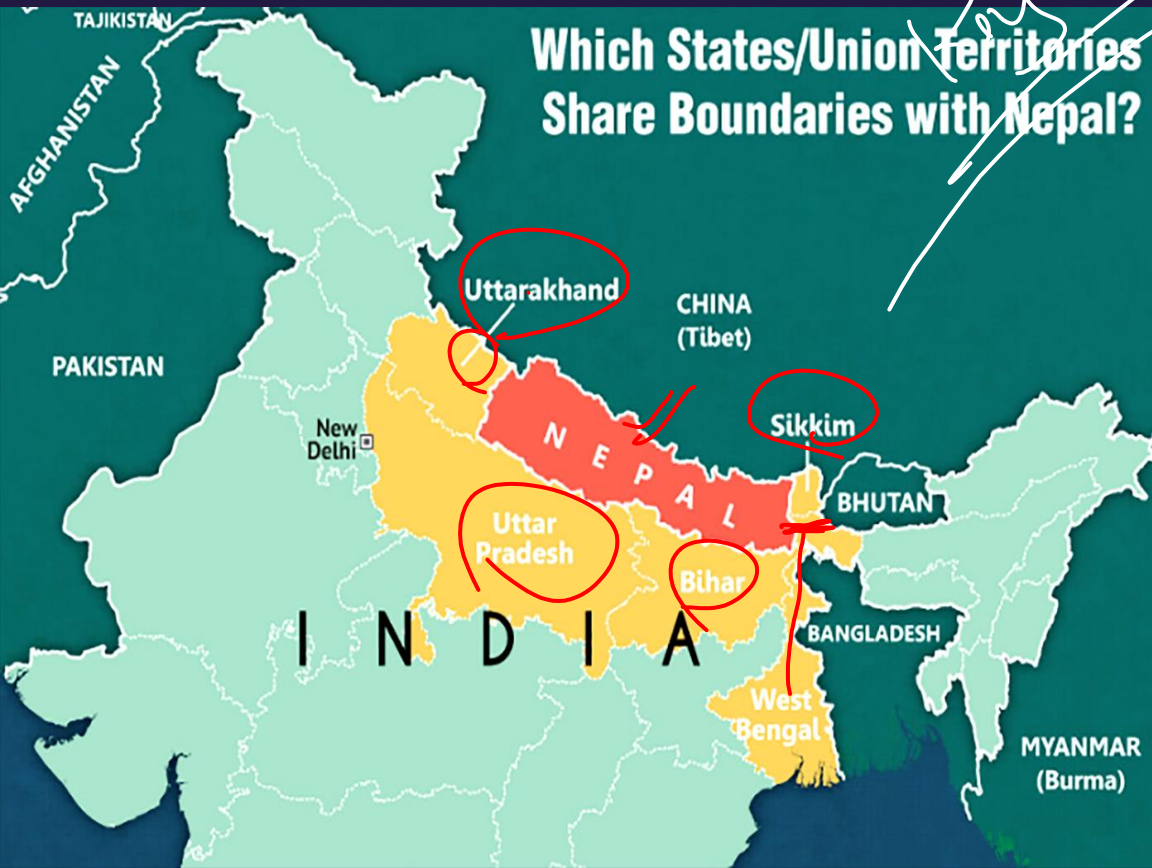 TAJIKISTAN
Which States/Union Territories
Share Boundaries with Nepal?
AFGHANISTAN
Uttarakhand
CHINA
(Tibet)
PAKISTAN
New
Delhi
NEPAL
Sikkim
BHUTAN
Uttar
Pradesh
Bihar
INDIA
BANGLADESH
West
Bengal
MYANMAR
(Burma)